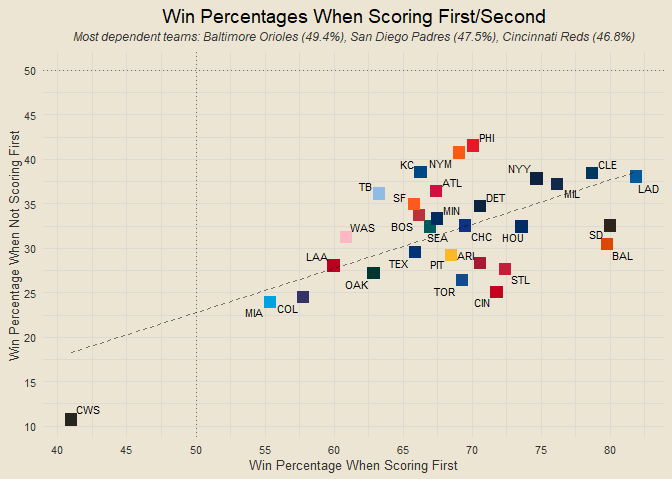 Win Percentages When Scoring First/Second
Most dependent teams: Baltimore Orioles (49.4%), San Diego Padres (47.5%), Cincinnati Reds (46.8%)
Win Percentage When Not Scoring First
50
45
40
35
30
25
20
15
10
PHI
KC NYM
NYY
CLE
TB
ATL
MIL
LAD
SF
DET
MIN
BOS
WAS
SEA
CHC
HOU
SD
BAL
LAA
TEX
PIT
ARI
OAK
STL
TOR
CIN
MIA
COL
CWS
40 45 50 55 60 65 70 75 80
Win Percentage When Scoring First